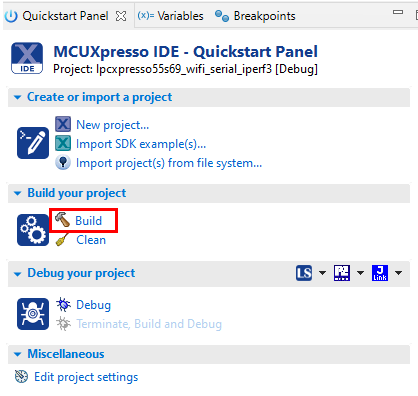 Quickstart Panel (x)= Variables Breakpoints
X
IDE
MCUXpresso IDE - Quickstart Panel
Project: lpcxpresso55s69_wifi_serial_iperf3 [Debug]
Create or import a project
New project...
Import SDK example(s)...
Import project(s) from file system...
Build your project
Build
Clean
Debug your project LS J Link
Debug
Terminate, Build and Debug
Miscellaneous
Edit project settings